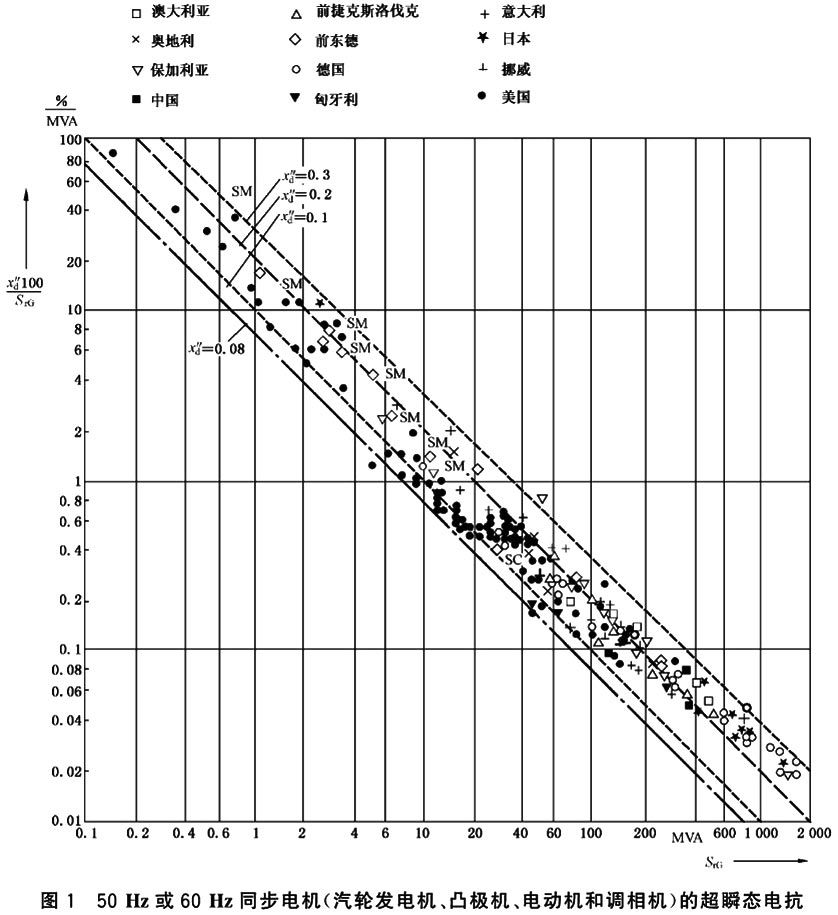 澳大利亚 前捷克斯洛伐克 意大利
奥地利 前东德 日本
保加利亚 德国 挪威
中国 匈牙利 美国
%
MVA
100
80
60
40
20
10
8
6
4
2
1
0.8
0.6
0.4
0.2
0.1
0.08
0.06
0.04
0.02
0.01
x″d100
SrG
SM
x″d=0.3
x″d=0.2
x″d=0.1
SM
SM
x″d=0.08
SM
SM
SM
SM
SM
SC
0.1 0.2 0.4 0.6 1 2 4 6 10 20 40 60 100 200 MVA 600 1 000 2 000
SrG
图 1 50 Hz 或 60 Hz 同步电机(汽轮发电机、凸极机、电动机和调相机)的超瞬态电抗